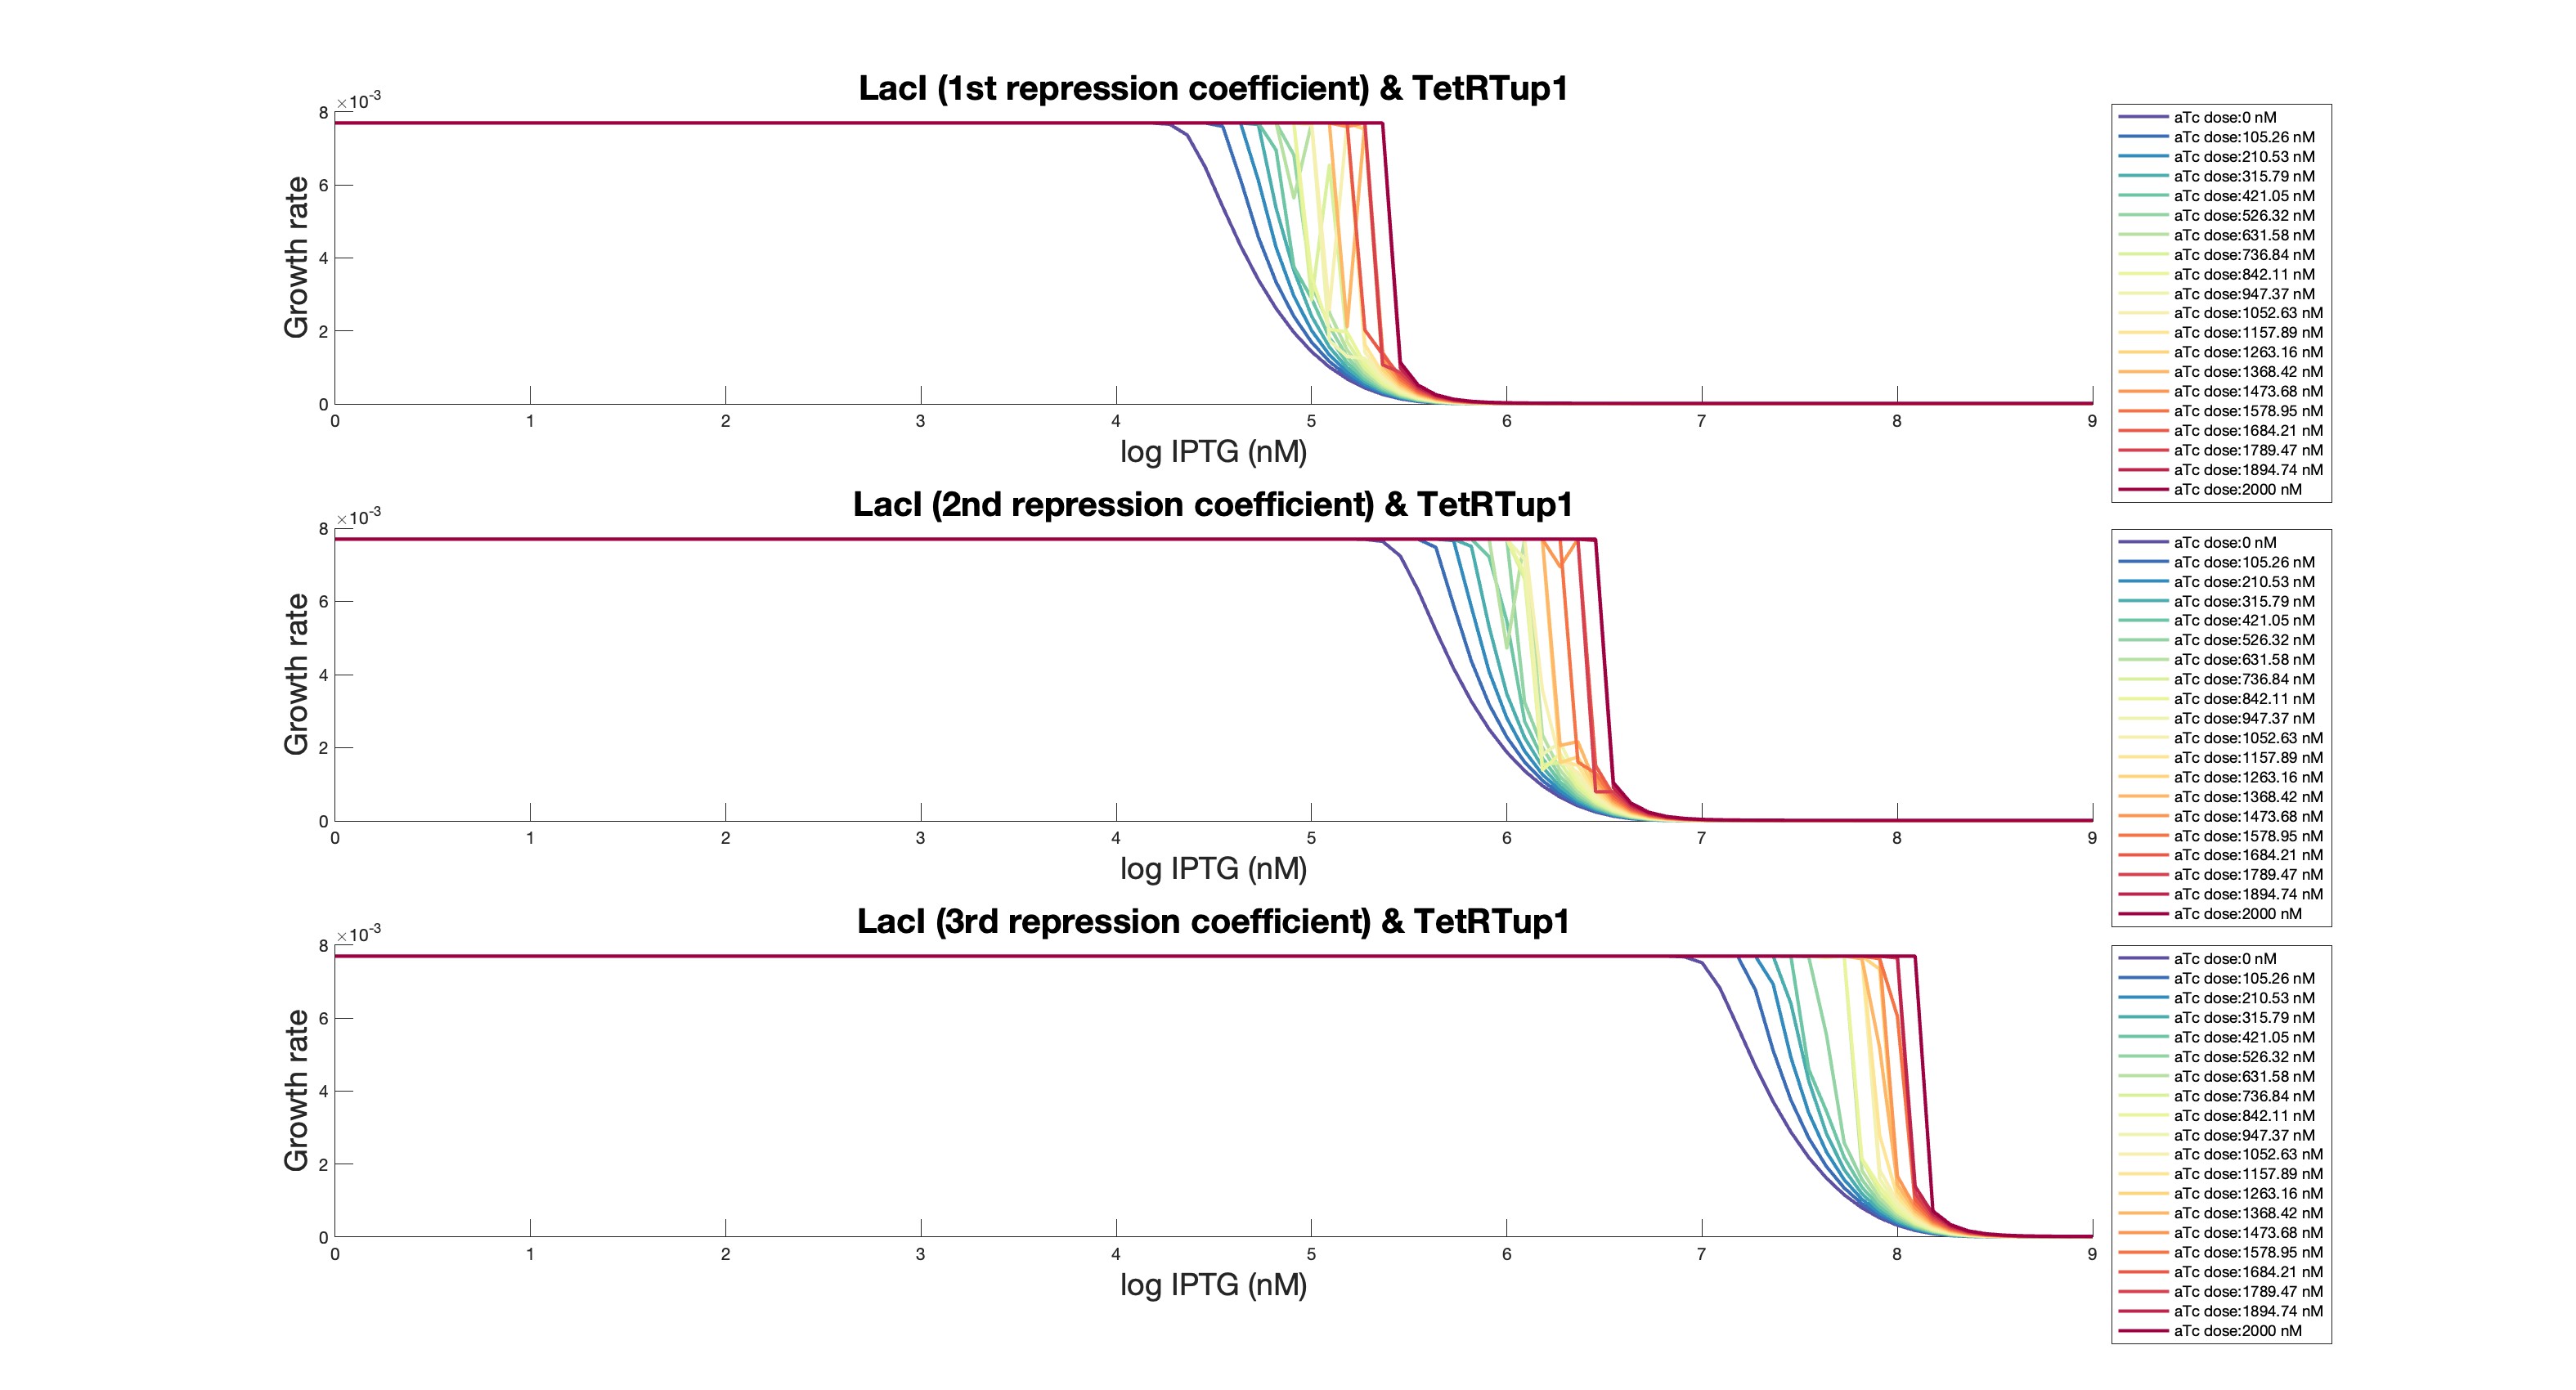 LacI (1st repression coefficient) & TetRTup1
×10-3
8
6
4
2
0
Growth rate
0 1 2 3 4 5 6 7 8 9
log IPTG (nM)
aTc dose:0 nM
aTc dose:105.26 nM
aTc dose:210.53 nM
aTc dose:315.79 nM
aTc dose:421.05 nM
aTc dose:526.32 nM
aTc dose:631.58 nM
aTc dose:736.84 nM
aTc dose:842.11 nM
aTc dose:947.37 nM
aTc dose:1052.63 nM
aTc dose:1157.89 nM
aTc dose:1263.16 nM
aTc dose:1368.42 nM
aTc dose:1473.68 nM
aTc dose:1578.95 nM
aTc dose:1684.21 nM
aTc dose:1789.47 nM
aTc dose:1894.74 nM
aTc dose:2000 nM
LacI (2nd repression coefficient) & TetRTup1
×10-3
8
6
4
2
0
Growth rate
0 1 2 3 4 5 6 7 8 9
log IPTG (nM)
aTc dose:0 nM
aTc dose:105.26 nM
aTc dose:210.53 nM
aTc dose:315.79 nM
aTc dose:421.05 nM
aTc dose:526.32 nM
aTc dose:631.58 nM
aTc dose:736.84 nM
aTc dose:842.11 nM
aTc dose:947.37 nM
aTc dose:1052.63 nM
aTc dose:1157.89 nM
aTc dose:1263.16 nM
aTc dose:1368.42 nM
aTc dose:1473.68 nM
aTc dose:1578.95 nM
aTc dose:1684.21 nM
aTc dose:1789.47 nM
aTc dose:1894.74 nM
aTc dose:2000 nM
LacI (3rd repression coefficient) & TetRTup1
×10-3
8
6
4
2
0
Growth rate
0 1 2 3 4 5 6 7 8 9
log IPTG (nM)
aTc dose:0 nM
aTc dose:105.26 nM
aTc dose:210.53 nM
aTc dose:315.79 nM
aTc dose:421.05 nM
aTc dose:526.32 nM
aTc dose:631.58 nM
aTc dose:736.84 nM
aTc dose:842.11 nM
aTc dose:947.37 nM
aTc dose:1052.63 nM
aTc dose:1157.89 nM
aTc dose:1263.16 nM
aTc dose:1368.42 nM
aTc dose:1473.68 nM
aTc dose:1578.95 nM
aTc dose:1684.21 nM
aTc dose:1789.47 nM
aTc dose:1894.74 nM
aTc dose:2000 nM